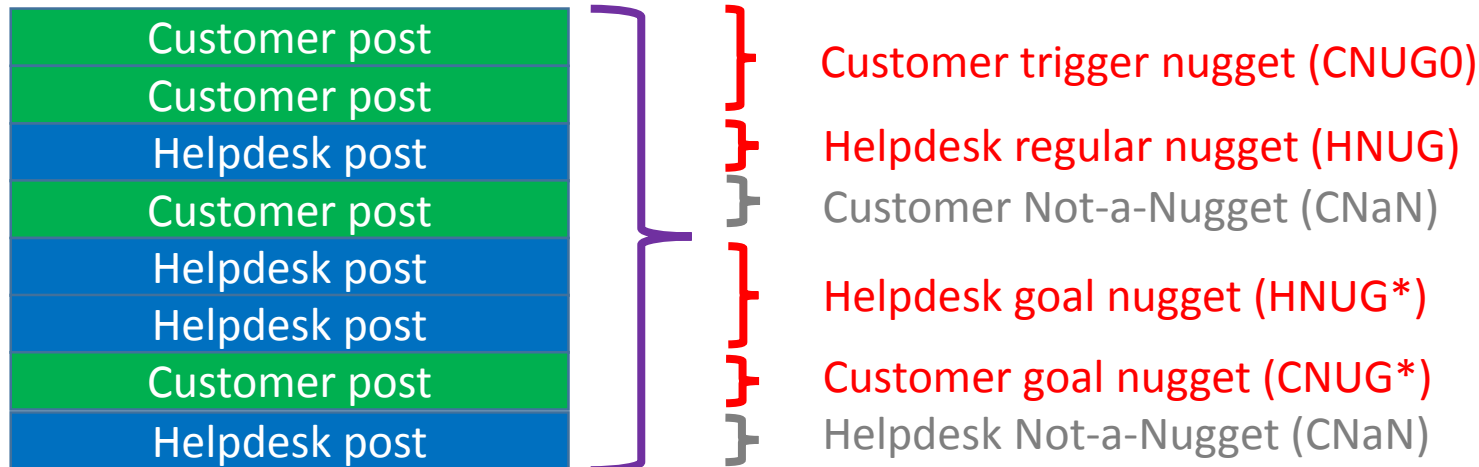 Customer post
Customer post
Helpdesk post
Customer post
Helpdesk post
Helpdesk post
Customer post
Helpdesk post
Customer trigger nugget (CNUG0)
Helpdesk regular nugget (HNUG)
Customer Not-a-Nugget (CNaN)
Helpdesk goal nugget (HNUG*)
Customer goal nugget (CNUG*)
Helpdesk Not-a-Nugget (CNaN)